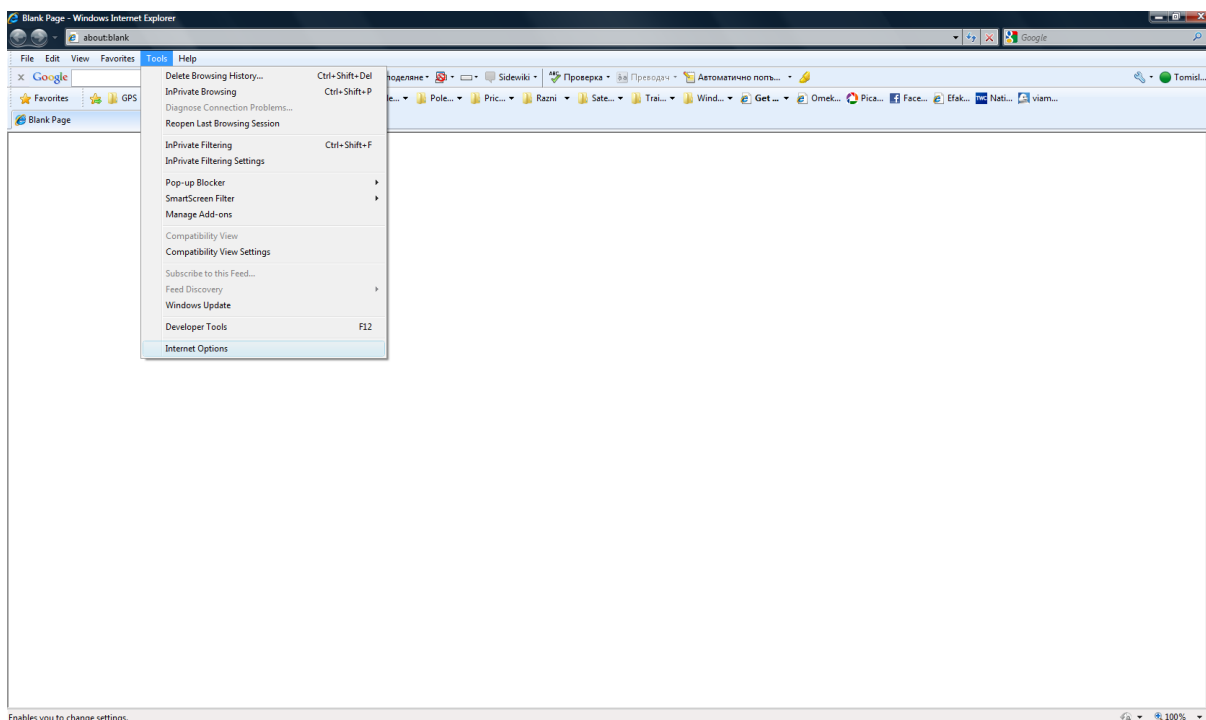 Blank Page - Windows Internet Explorer
about:blank Google
File Edit View Favorites Tools Help
x Google Sidewiki Проверка Преводач Автоматично попъ... Tomisl...
Favorites GPS Pole... Pric... Razni Sate... Trai... Wind... Get ... Omek... Pica... Face... Efak... Nati... viam...
Blank Page
Delete Browsing History... Ctrl+Shift+Del
InPrivate Browsing Ctrl+Shift+P
Diagnose Connection Problems...
Reopen Last Browsing Session
InPrivate Filtering Ctrl+Shift+F
InPrivate Filtering Settings
Pop-up Blocker
SmartScreen Filter
Manage Add-ons
Compatibility View
Compatibility View Settings
Subscribe to this Feed...
Feed Discovery
Windows Update
Developer Tools F12
Internet Options
Enables you to change settings. 100%